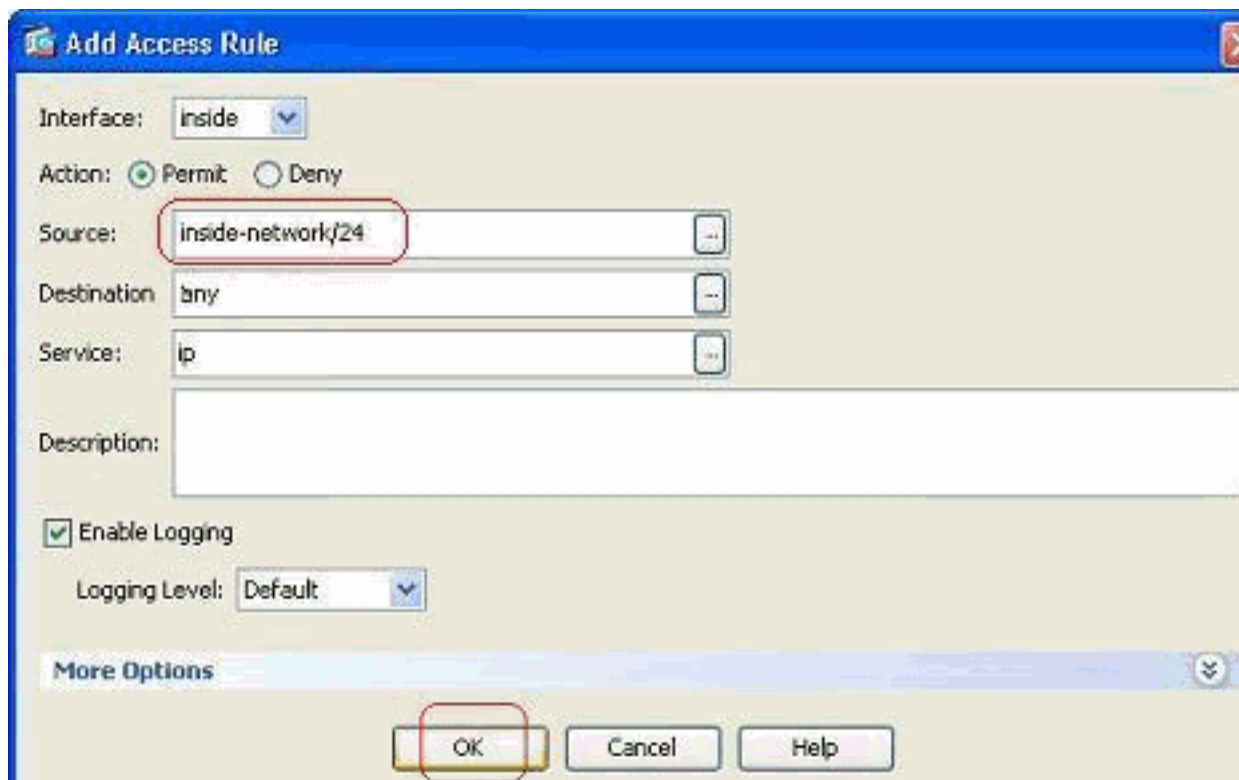 Add Access Rule
Interface: inside
Action: Permit Deny
Source: inside-network/24 ...
Destination any ...
Service: ip ...
Description:
Enable Logging
Logging Level: Default
More Options
OK Cancel Help